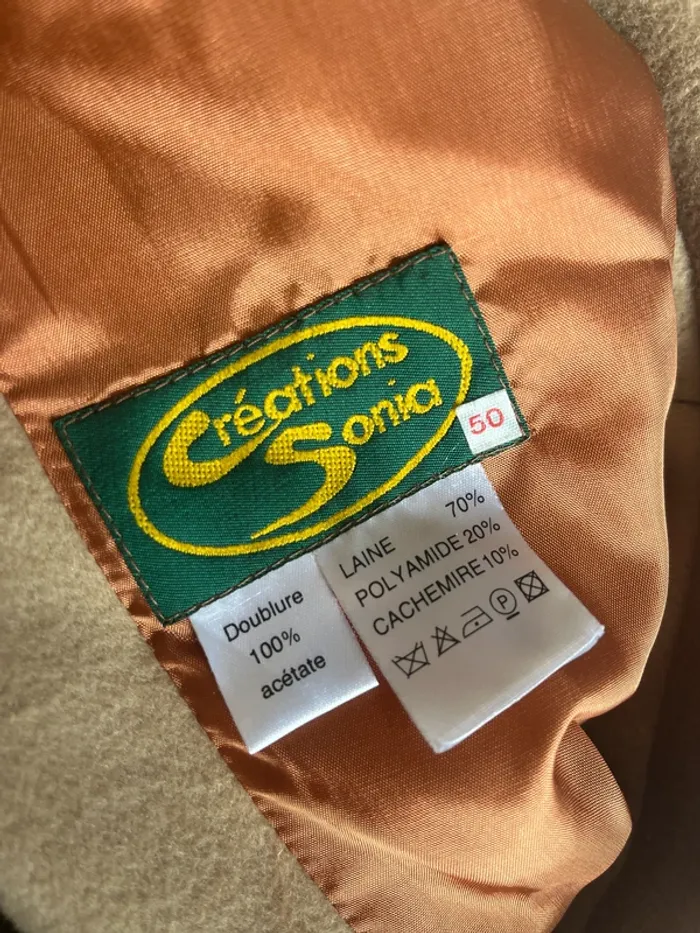 Créations
Sonia
50
Doublure
100%
acétate
LAINE 70%
POLYAMIDE 20%
CACHEMIRE 10%
P